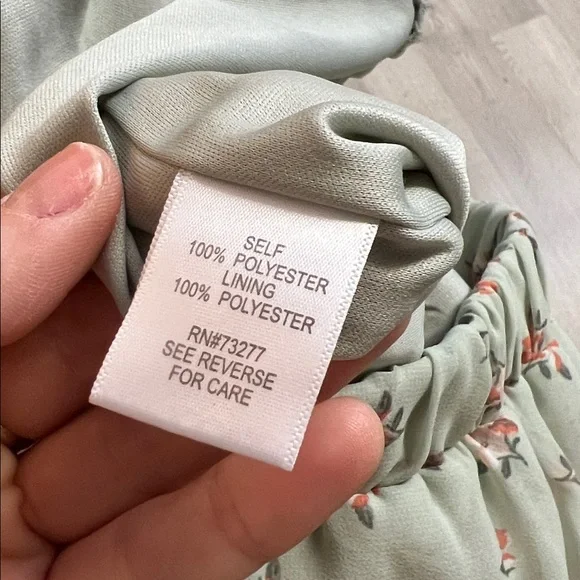 SELF
100% POLYESTER
LINING
100% POLYESTER
RN#73277
SEE REVERSE
FOR CARE